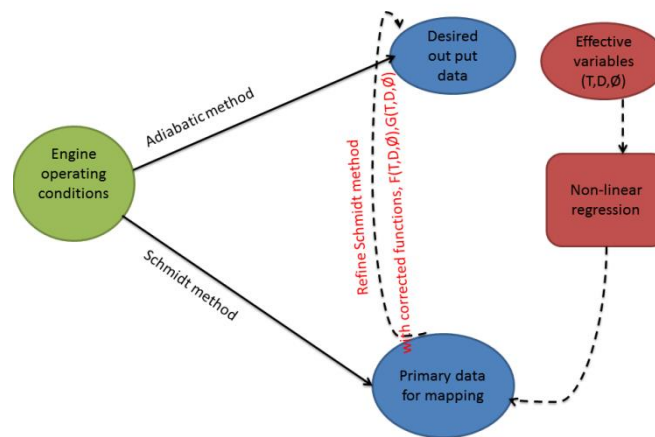 Desired
out put
data
Effective
variables
(T,D,Ø)
Adiabatic method
Engine
operating
conditions
Refine Schmidt method
with corrected functions, F(T,D,Ø),G(T,D,Ø)
Non-linear
regression
Schmidt method
Primary data
for mapping